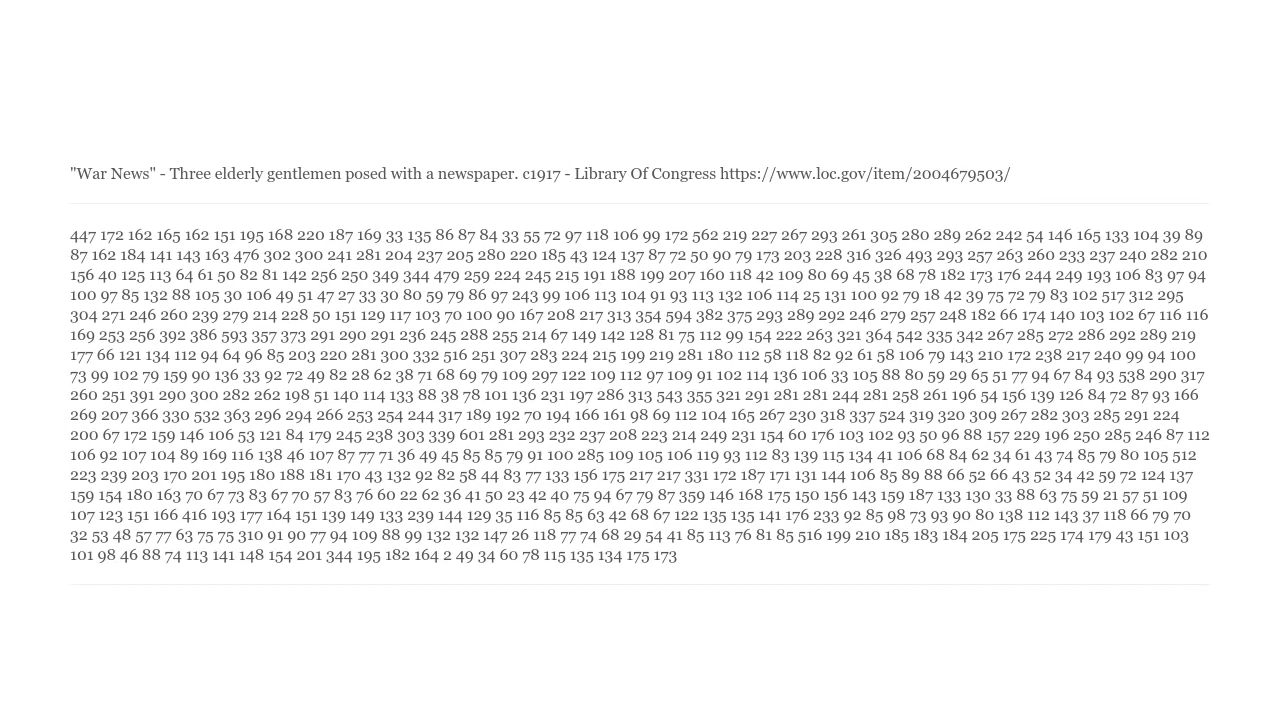 "War News" - Three elderly gentlemen posed with a newspaper. c1917 - Library Of Congress https://www.loc.gov/item/2004679503/
447 172 162 165 162 151 195 168 220 187 169 33 135 86 87 84 33 55 72 97 118 106 99 172 562 219 227 267 293 261 305 280 289 262 242 54 146 165 133 104 39 89
87 162 184 141 143 163 476 302 300 241 281 204 237 205 280 220 185 43 124 137 87 72 50 90 79 173 203 228 316 326 493 293 257 263 260 233 237 240 282 210
156 40 125 113 64 61 50 82 81 142 256 250 349 344 479 259 224 245 215 191 188 199 207 160 118 42 109 80 69 45 38 68 78 182 173 176 244 249 193 106 83 97 94
100 97 85 132 88 105 30 106 49 51 47 27 33 30 80 59 79 86 97 243 99 106 113 104 91 93 113 132 106 114 25 131 100 92 79 18 42 39 75 72 79 83 102 517 312 295
304 271 246 260 239 279 214 228 50 151 129 117 103 70 100 90 167 208 217 313 354 594 382 375 293 289 292 246 279 257 248 182 66 174 140 103 102 67 116 116
169 253 256 392 386 593 357 373 291 290 291 236 245 288 255 214 67 149 142 128 81 75 112 99 154 222 263 321 364 542 335 342 267 285 272 286 292 289 219
177 66 121 134 112 94 64 96 85 203 220 281 300 332 516 251 307 283 224 215 199 219 281 180 112 58 118 82 92 61 58 106 79 143 210 172 238 217 240 99 94 100
73 99 102 79 159 90 136 33 92 72 49 82 28 62 38 71 68 69 79 109 297 122 109 112 97 109 91 102 114 136 106 33 105 88 80 59 29 65 51 77 94 67 84 93 538 290 317
260 251 391 290 300 282 262 198 51 140 114 133 88 38 78 101 136 231 197 286 313 543 355 321 291 281 281 244 281 258 261 196 54 156 139 126 84 72 87 93 166
269 207 366 330 532 363 296 294 266 253 254 244 317 189 192 70 194 166 161 98 69 112 104 165 267 230 318 337 524 319 320 309 267 282 303 285 291 224
200 67 172 159 146 106 53 121 84 179 245 238 303 339 601 281 293 232 237 208 223 214 249 231 154 60 176 103 102 93 50 96 88 157 229 196 250 285 246 87 112
106 92 107 104 89 169 116 138 46 107 87 77 71 36 49 45 85 85 79 91 100 285 109 105 106 119 93 112 83 139 115 134 41 106 68 84 62 34 61 43 74 85 79 80 105 512
223 239 203 170 201 195 180 188 181 170 43 132 92 82 58 44 83 77 133 156 175 217 217 331 172 187 171 131 144 106 85 89 88 66 52 66 43 52 34 42 59 72 124 137
159 154 180 163 70 67 73 83 67 70 57 83 76 60 22 62 36 41 50 23 42 40 75 94 67 79 87 359 146 168 175 150 156 143 159 187 133 130 33 88 63 75 59 21 57 51 109
107 123 151 166 416 193 177 164 151 139 149 133 239 144 129 35 116 85 85 63 42 68 67 122 135 135 141 176 233 92 85 98 73 93 90 80 138 112 143 37 118 66 79 70
32 53 48 57 77 63 75 75 310 91 90 77 94 109 88 99 132 132 147 26 118 77 74 68 29 54 41 85 113 76 81 85 516 199 210 185 183 184 205 175 225 174 179 43 151 103
101 98 46 88 74 113 141 148 154 201 344 195 182 164 2 49 34 60 78 115 135 134 175 173